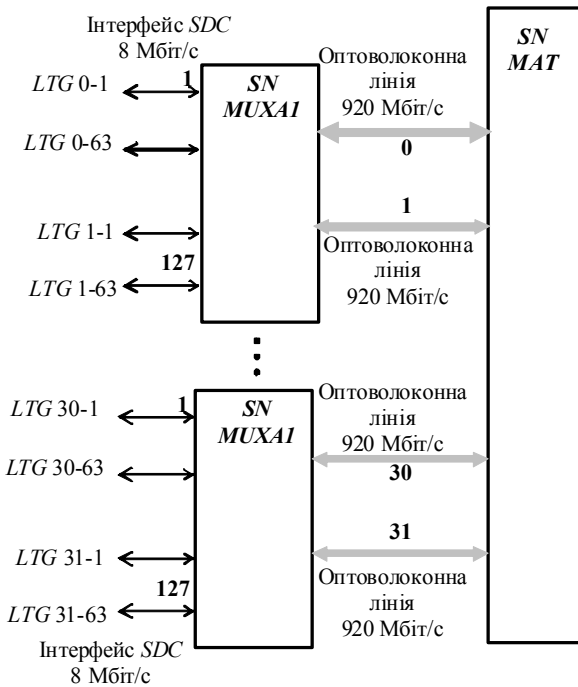 Інтерфейс SDC
8 Мбіт/с
LTG 0-1
1
LTG 0-63
LTG 1-1
127
LTG 1-63
SN
MUXA1
Оптоволоконна
лінія
920 Мбіт/с
0
1
Оптоволоконна
лінія
920 Мбіт/с
SN
MAT
LTG 30-1
1
LTG 30-63
LTG 31-1
127
LTG 31-63
Інтерфейс SDC
8 Мбіт/с
SN
MUXA1
Оптоволоконна
лінія
920 Мбіт/с
30
31
Оптоволоконна
лінія
920 Мбіт/с